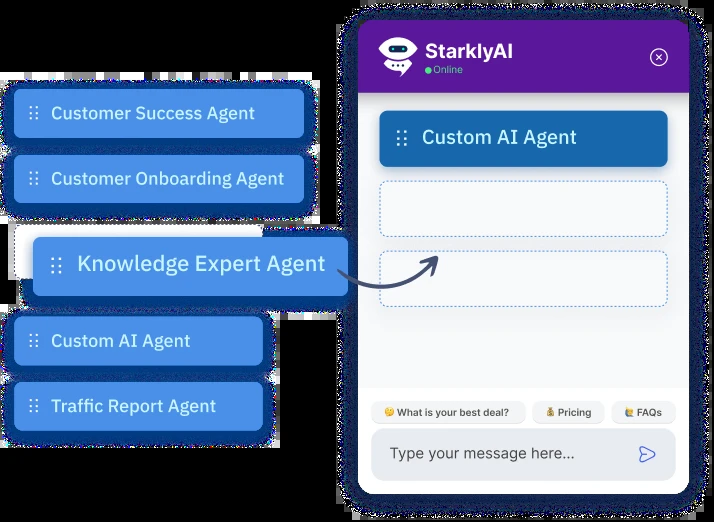 Customer Success Agent
Customer Onboarding Agent
Knowledge Expert Agent
Custom AI Agent
Traffic Report Agent
StarklyAI
Online
Custom AI Agent
🤔 What is your best deal?
💰 Pricing
🙋 FAQs
Type your message here...